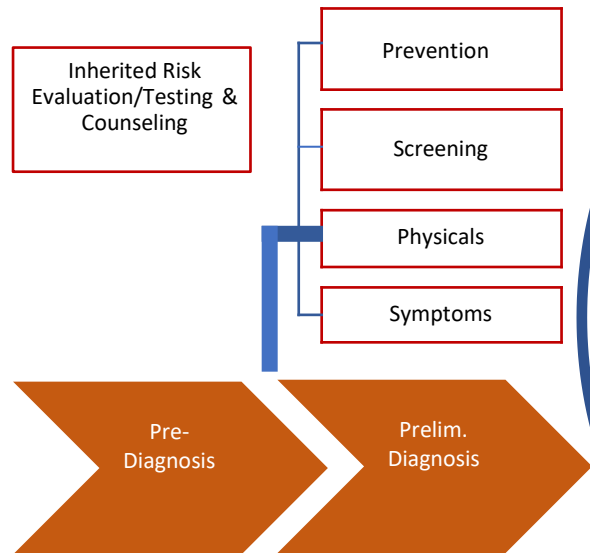 Inherited Risk
Evaluation/Testing &
Counseling
Prevention
Screening
Physicals
Symptoms
Pre-
Diagnosis
Prelim.
Diagnosis